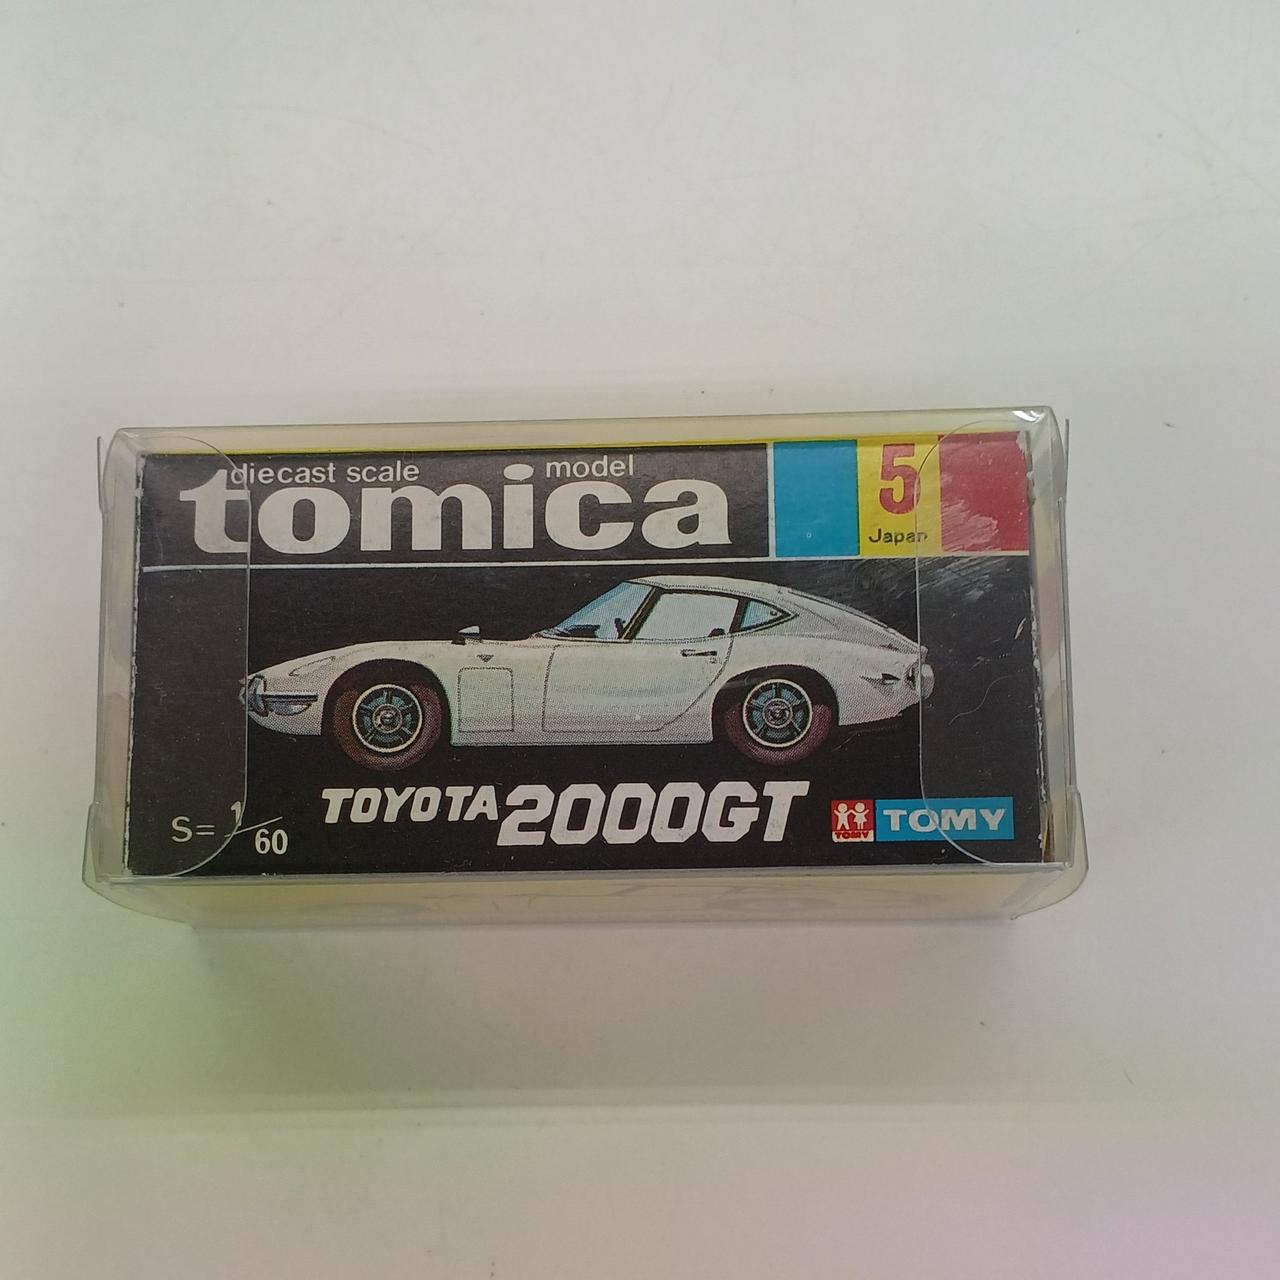 diecast scale model
tomica
5
Japan
TOYOTA 2000GT
S= 1/60
TOMY
TOMY